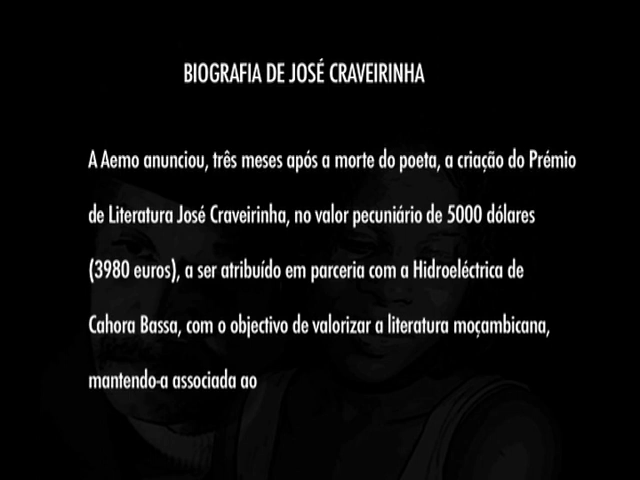 BIOGRAFIA DE JOSÉ CRAVEIRINHA
A Aemo anunciou, três meses após a morte do poeta, a criação do Prémio
de Literatura José Craveirinha, no valor pecuniário de 5000 dólares
(3980 euros), a ser atribuído em parceria com a Hidroeléctrica de
Cahora Bassa, com o objectivo de valorizar a literatura moçambicana,
mantendo-a associada ao